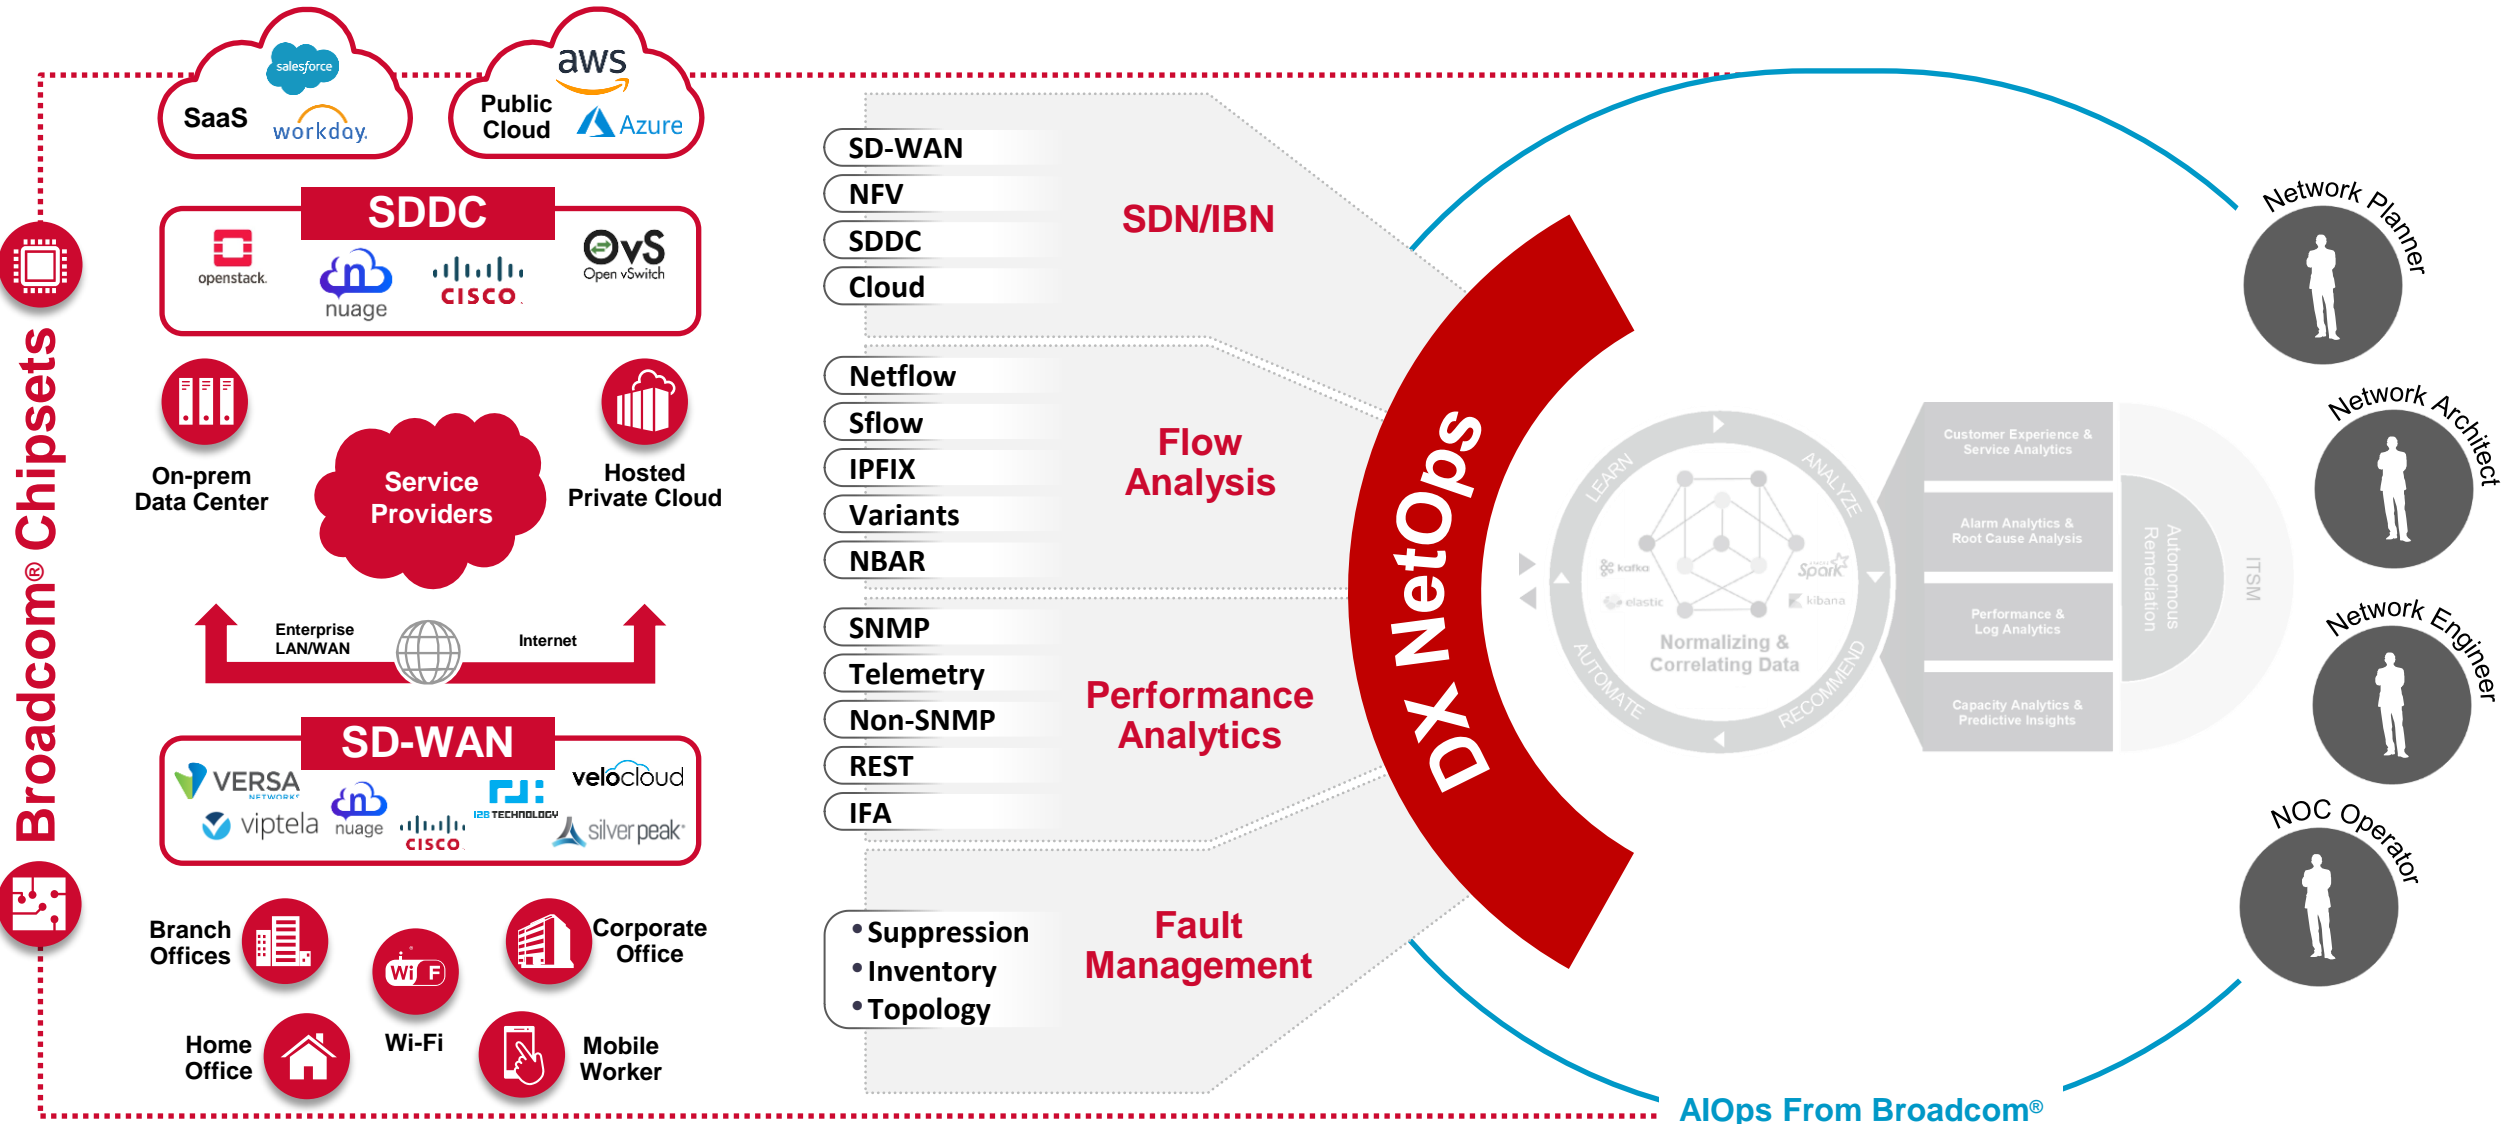 salesforce
SaaS
workday.
aws
Public
Cloud
Azure
SDDC
openstack.
nuage
CISCO
OvS
Open vSwitch
Broadcom® Chipsets
On-prem
Data Center
Service
Providers
Hosted
Private Cloud
Enterprise
LAN/WAN
Internet
SD-WAN
VERSA
NETWORKS
viptela
nuage
CISCO
128 TECHNOLOGY
velocloud
silver peak
Branch
Offices
Wi Fi
Wi-Fi
Corporate
Office
Home
Office
Mobile
Worker
SD-WAN
NFV
SDDC
Cloud
SDN/IBN
Netflow
Sflow
IPFIX
Variants
NBAR
Flow
Analysis
SNMP
Telemetry
Non-SNMP
REST
IFA
Performance
Analytics
• Suppression
• Inventory
• Topology
Fault
Management
DX NetOps
LEARN
ANALYZE
RECOMMEND
AUTOMATE
kafka
Spark
elastic
kibana
Normalizing &
Correlating Data
Customer Experience &
Service Analytics
Alarm Analytics &
Root Cause Analysis
Performance &
Log Analytics
Capacity Analytics &
Predictive Insights
Autonomous
Remediation
ITSM
Network Planner
Network Architect
Network Engineer
NOC Operator
AIOps From Broadcom®